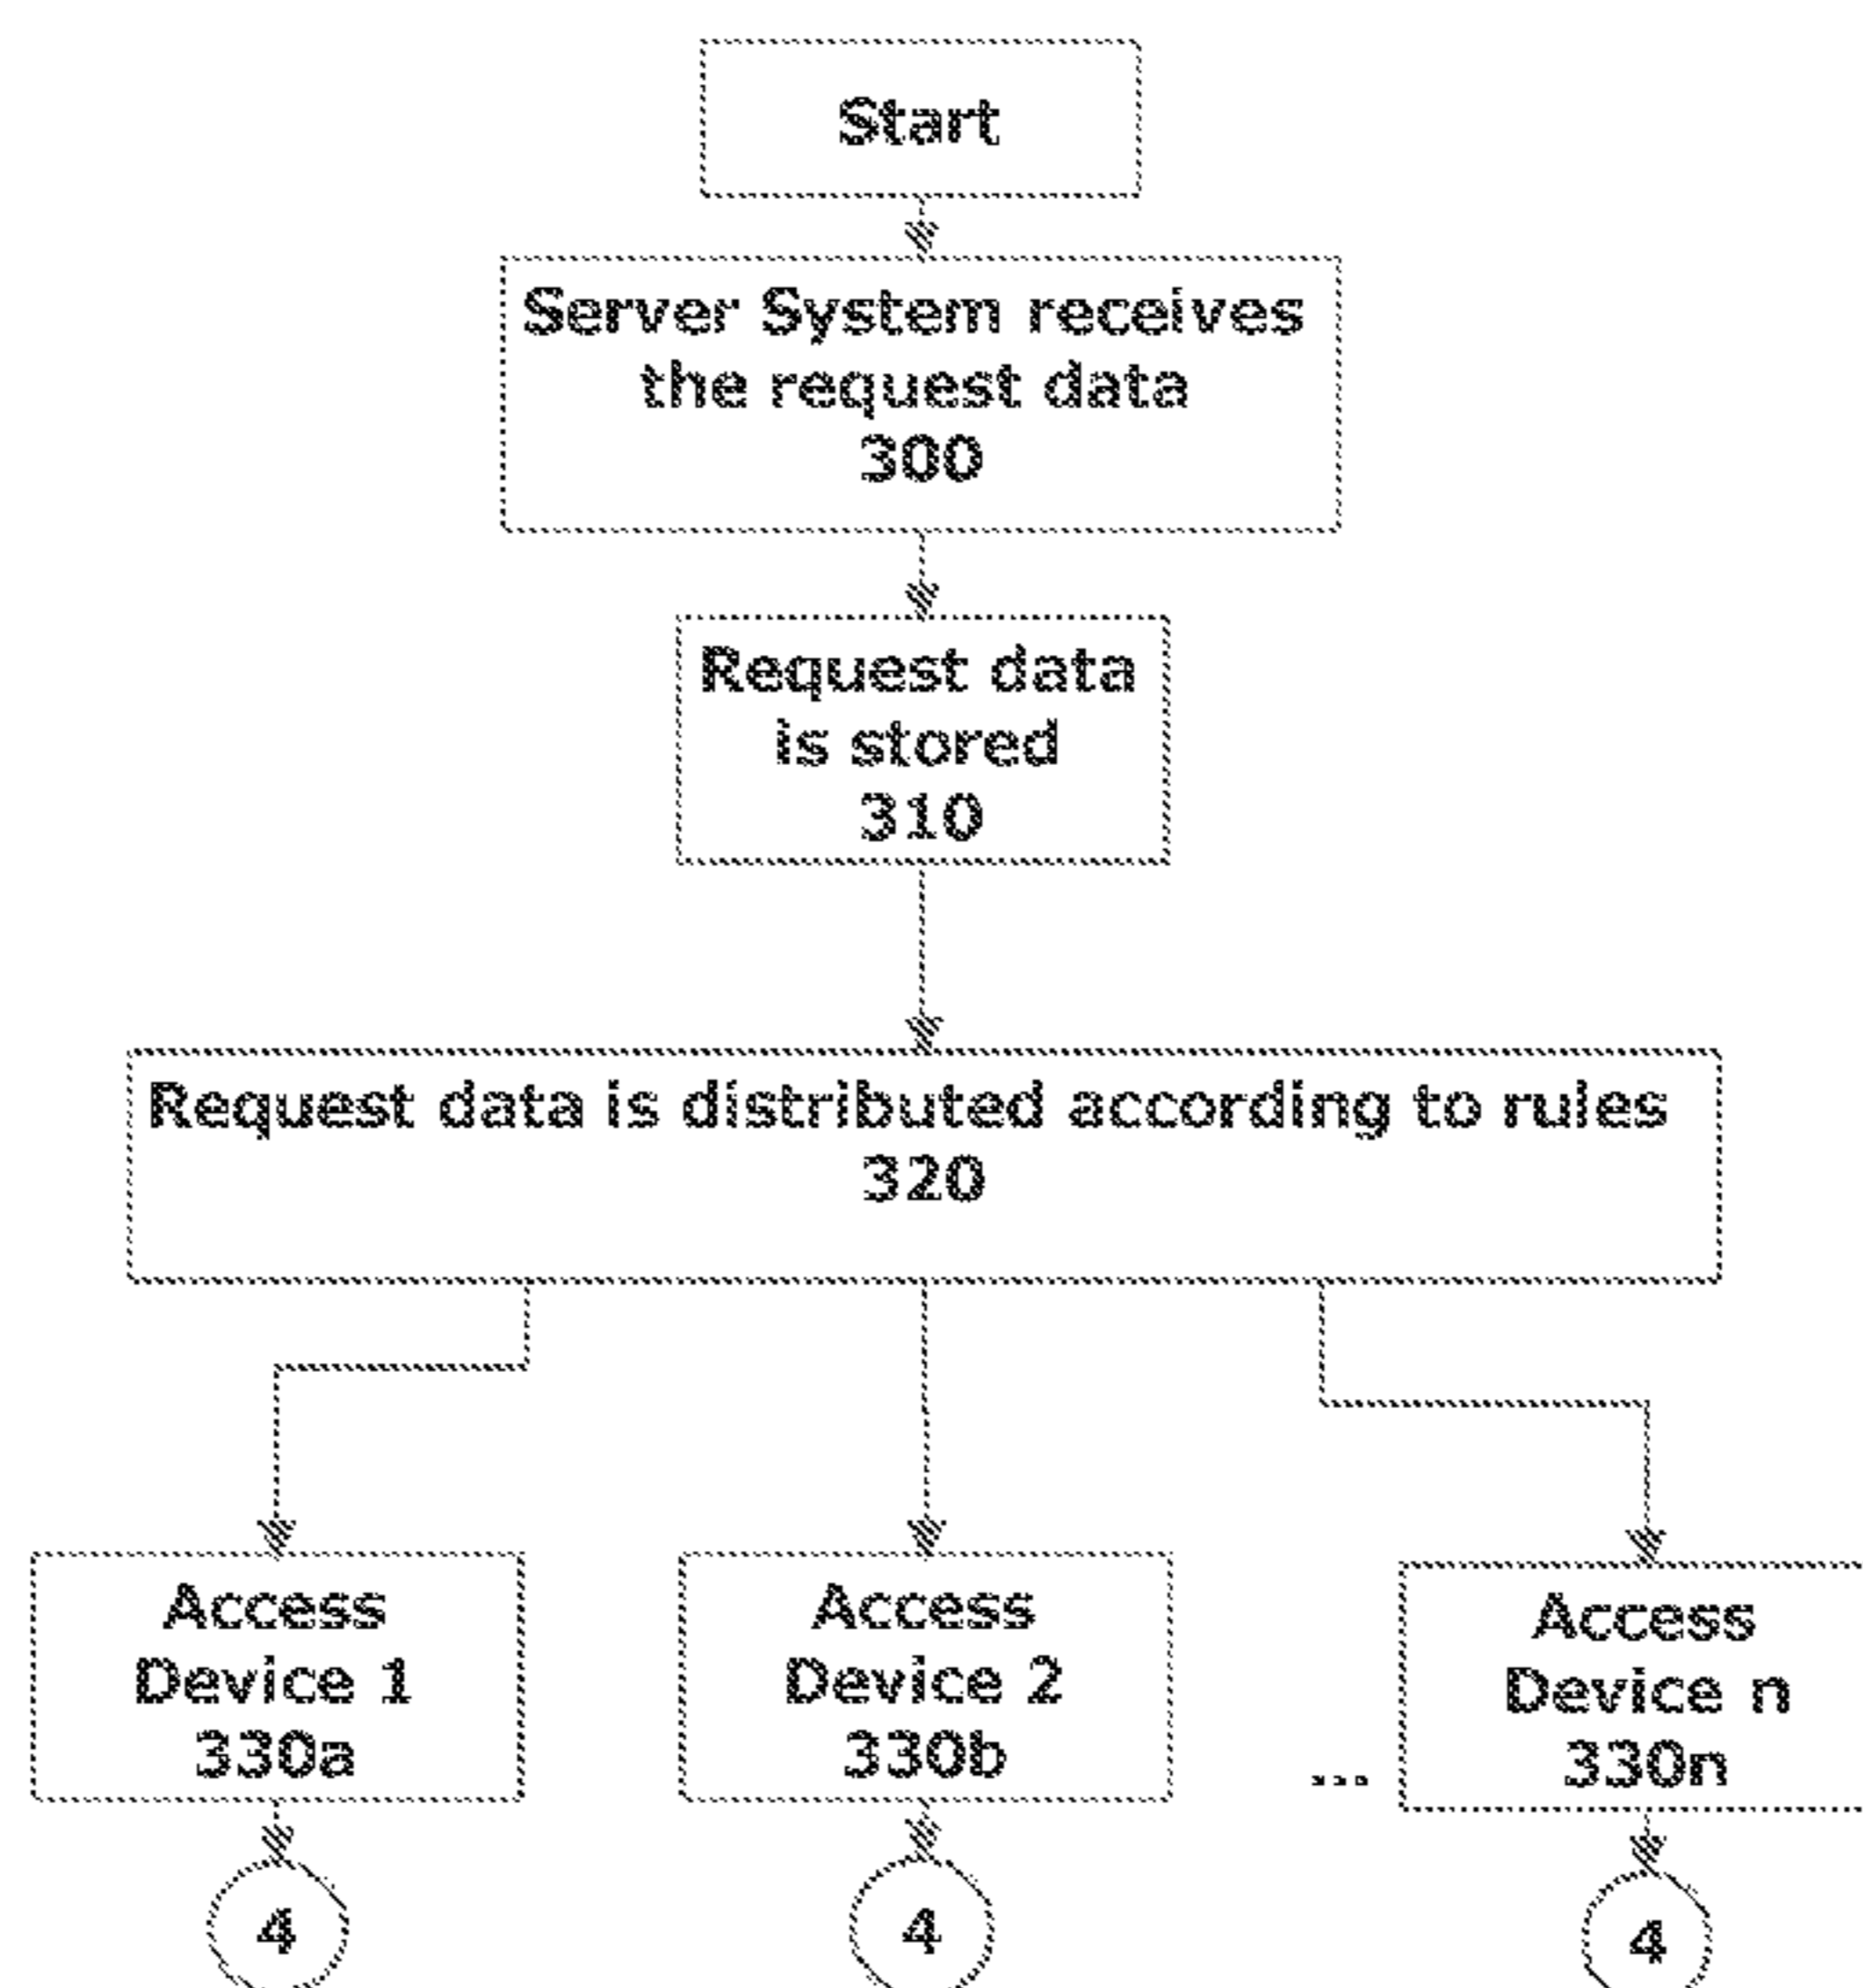 Start
Server System receives
the request data
300
Request data
is stored
310
Request data is distributed according to rules
320
Access
Device 1
330a
Access
Device 2
330b
...
Access
Device n
330n
4
4
4